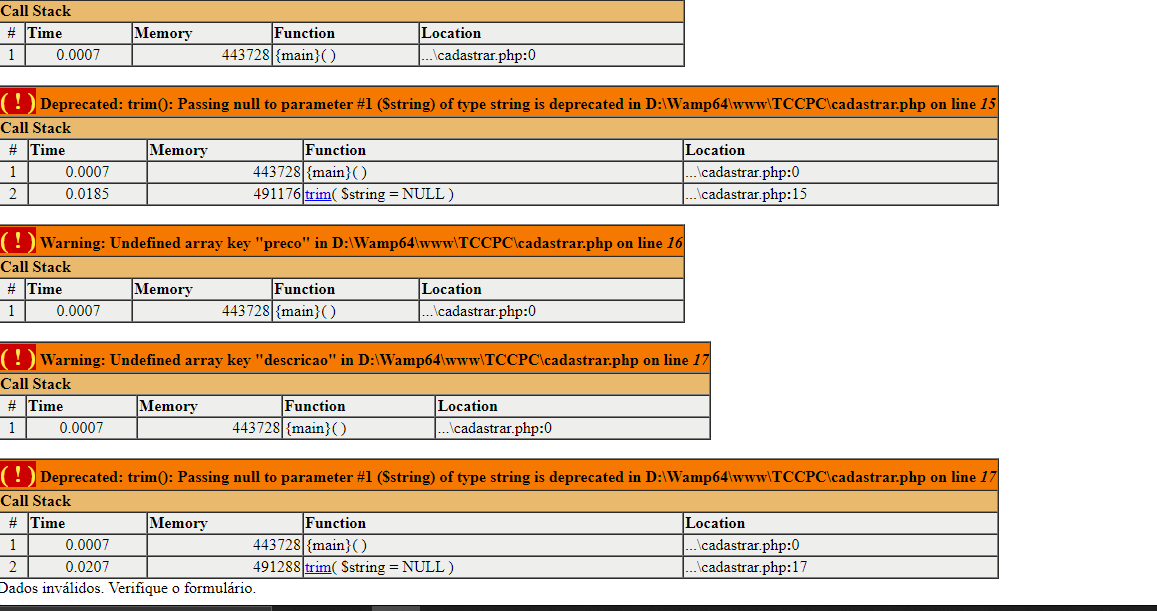 Call Stack
# Time Memory Function Location
1 0.0007 443728 {main}( ) ...\cadastrar.php:0
( ! ) Deprecated: trim(): Passing null to parameter #1 ($string) of type string is deprecated in D:\Wamp64\www\TCCPC\cadastrar.php on line 15
Call Stack
# Time Memory Function Location
1 0.0007 443728 {main}( ) ...\cadastrar.php:0
2 0.0185 491176 trim( $string = NULL ) ...\cadastrar.php:15
( ! ) Warning: Undefined array key "preco" in D:\Wamp64\www\TCCPC\cadastrar.php on line 16
Call Stack
# Time Memory Function Location
1 0.0007 443728 {main}( ) ...\cadastrar.php:0
( ! ) Warning: Undefined array key "descricao" in D:\Wamp64\www\TCCPC\cadastrar.php on line 17
Call Stack
# Time Memory Function Location
1 0.0007 443728 {main}( ) ...\cadastrar.php:0
( ! ) Deprecated: trim(): Passing null to parameter #1 ($string) of type string is deprecated in D:\Wamp64\www\TCCPC\cadastrar.php on line 17
Call Stack
# Time Memory Function Location
1 0.0007 443728 {main}( ) ...\cadastrar.php:0
2 0.0207 491288 trim( $string = NULL ) ...\cadastrar.php:17
Dados inválidos. Verifique o formulário.